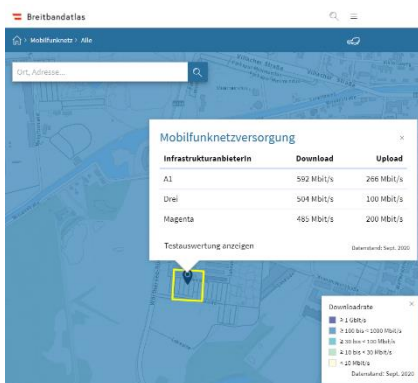 Breitbandatlas
Mobilfunknetz > Alle
Ort, Adresse...
Villacher Straße
Mobilfunknetzversorgung
InfrastrukturanbieterIn Download Upload
A1 592 Mbit/s 266 Mbit/s
Drei 504 Mbit/s 100 Mbit/s
Magenta 465 Mbit/s 200 Mbit/s
Testauswertung anzeigen Datenstand: Sept. 2020
Downloadrate
≥ 1 Gbit/s
≥ 100 bis < 1000 Mbit/s
≥ 30 bis < 100 Mbit/s
≥ 10 bis < 30 Mbit/s
< 10 Mbit/s
Datenstand: Sept. 2020